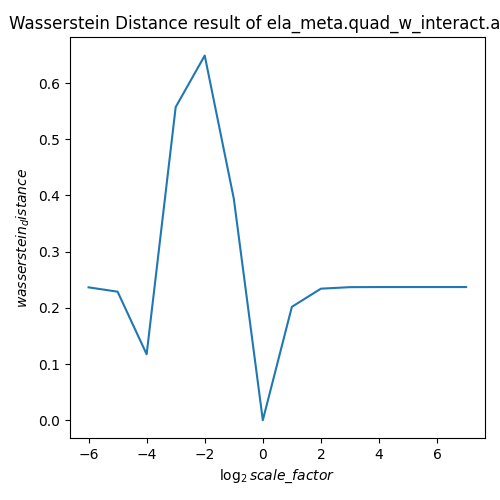 Wasserstein Distance result of ela_meta.quad_w_interact.a
wasserstein_distance
0.6
0.5
0.4
0.3
0.2
0.1
0.0
−6 −4 −2 0 2 4 6
log₂ scale_factor